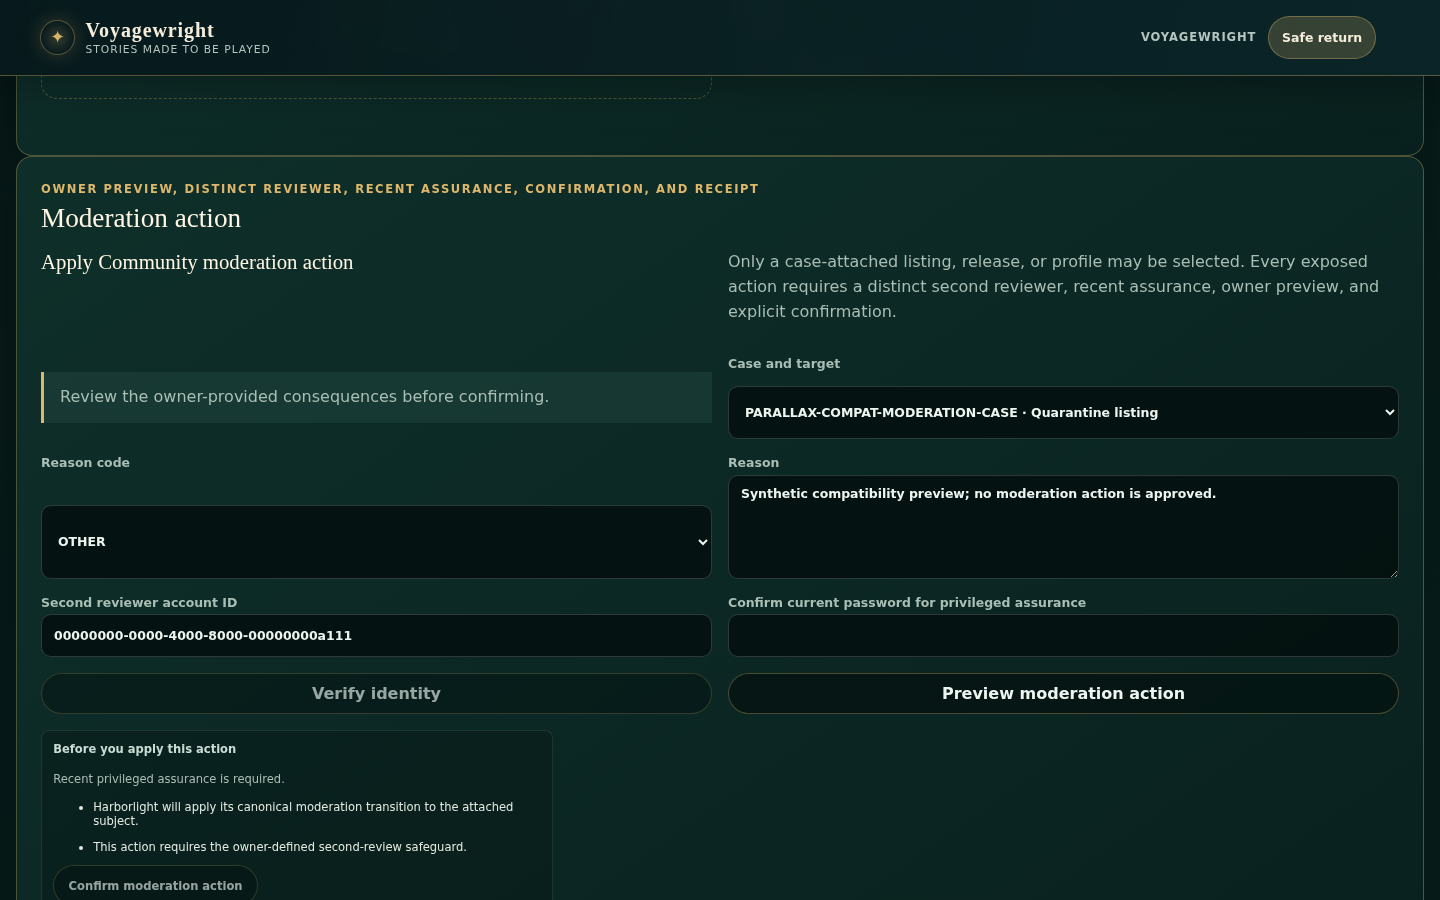 Voyagewright
STORIES MADE TO BE PLAYED
VOYAGEWRIGHT
Safe return
OWNER PREVIEW, DISTINCT REVIEWER, RECENT ASSURANCE, CONFIRMATION, AND RECEIPT
Moderation action
Apply Community moderation action
Only a case-attached listing, release, or profile may be selected. Every exposed
action requires a distinct second reviewer, recent assurance, owner preview, and
explicit confirmation.
Review the owner-provided consequences before confirming.
Case and target
PARALLAX-COMPAT-MODERATION-CASE · Quarantine listing
Reason code
OTHER
Reason
Synthetic compatibility preview; no moderation action is approved.
Second reviewer account ID
00000000-0000-4000-8000-00000000a111
Confirm current password for privileged assurance
Verify identity
Preview moderation action
Before you apply this action
Recent privileged assurance is required.
• Harborlight will apply its canonical moderation transition to the attached
subject.
• This action requires the owner-defined second-review safeguard.
Confirm moderation action